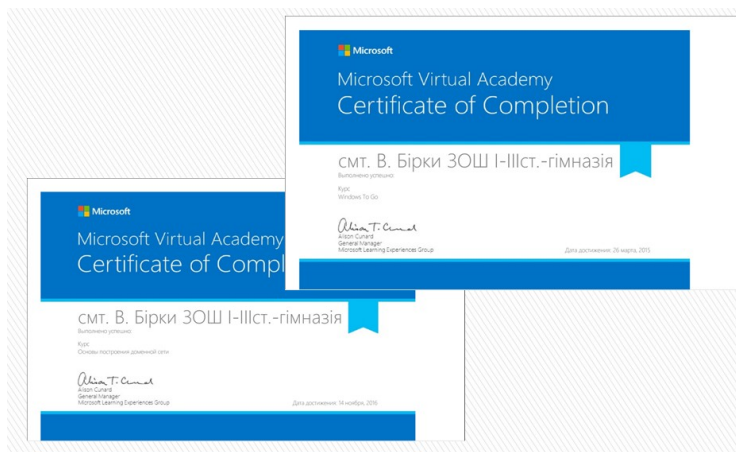 Microsoft
Microsoft Virtual Academy
Certificate of Completion
смт. В. Бірки ЗОШ І-ІІІст.-гімназія
Выполнено успешно:
Курс
Windows To Go
Alison Cunard
General Manager
Microsoft Learning Experiences Group
Дата достижения: 26 марта, 2015
Microsoft
Microsoft Virtual Academy
Certificate of Compl
смт. В. Бірки ЗОШ І-ІІІст.-гімназія
Выполнено успешно:
Курс
Основы построения доменной сети
Alison Cunard
General Manager
Microsoft Learning Experiences Group
Дата достижения: 14 ноября, 2016